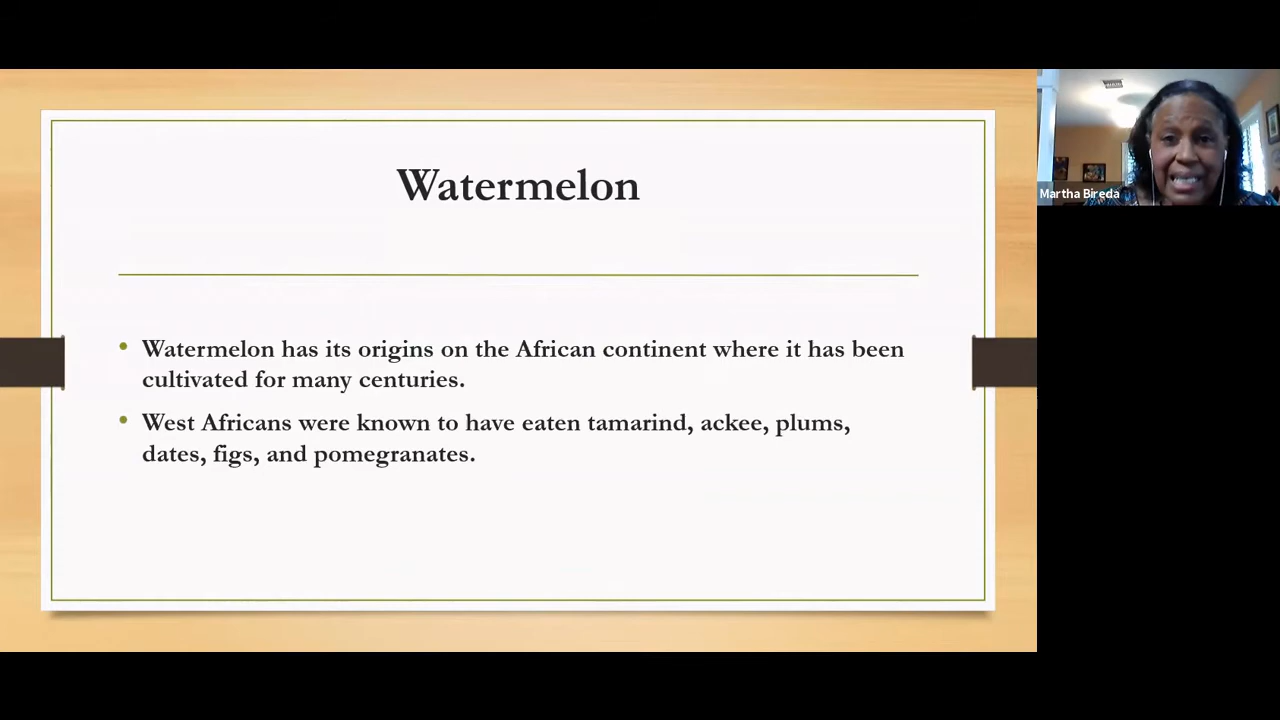 Watermelon
Martha Bireda
Watermelon has its origins on the African continent where it has been
cultivated for many centuries.
West Africans were known to have eaten tamarind, ackee, plums,
dates, figs, and pomegranates.